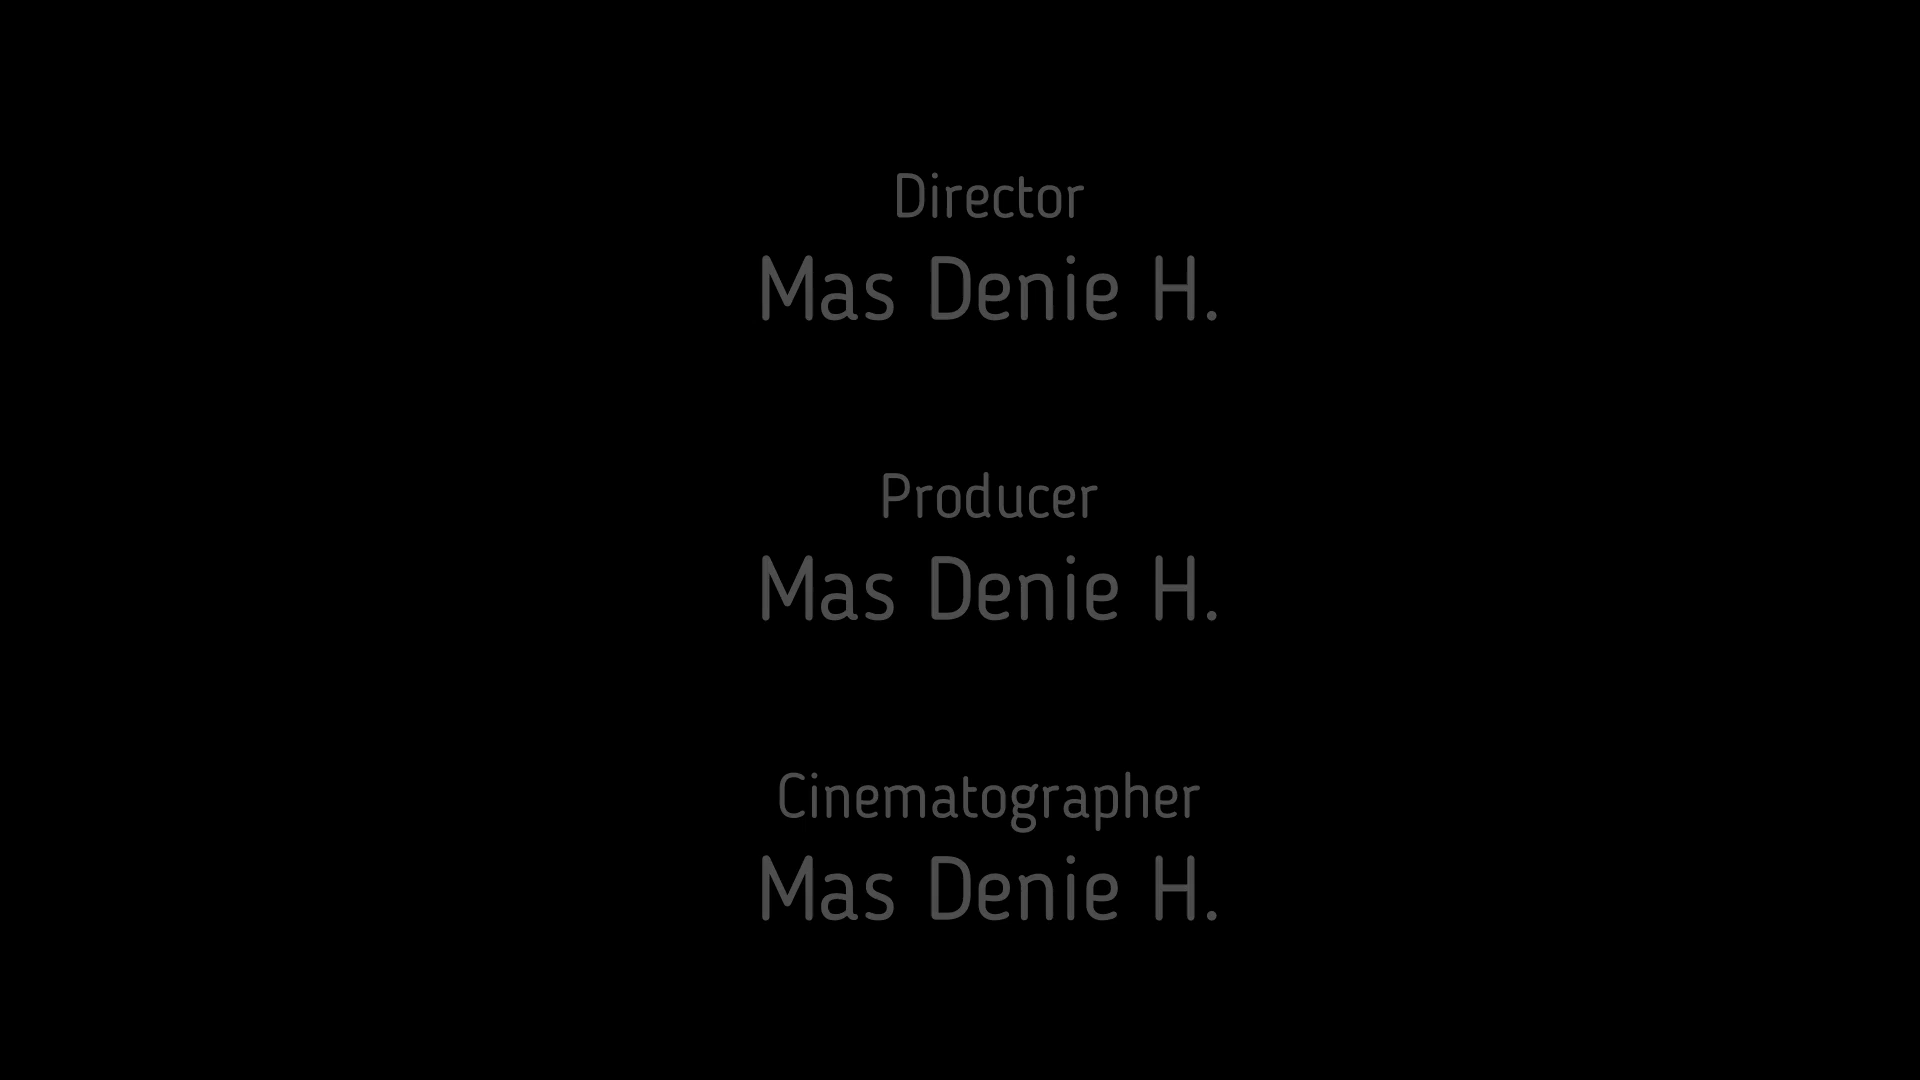 Director
Mas Denie H.
Producer
Mas Denie H.
Cinematographer
Mas Denie H.